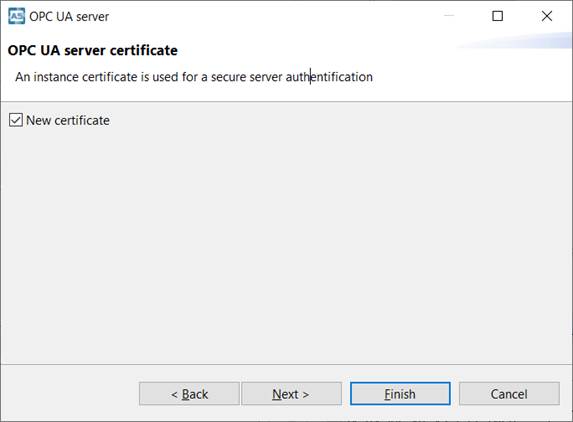 OPC UA server
OPC UA server certificate
An instance certificate is used for a secure server authentification
New certificate
< Back
Next >
Finish
Cancel